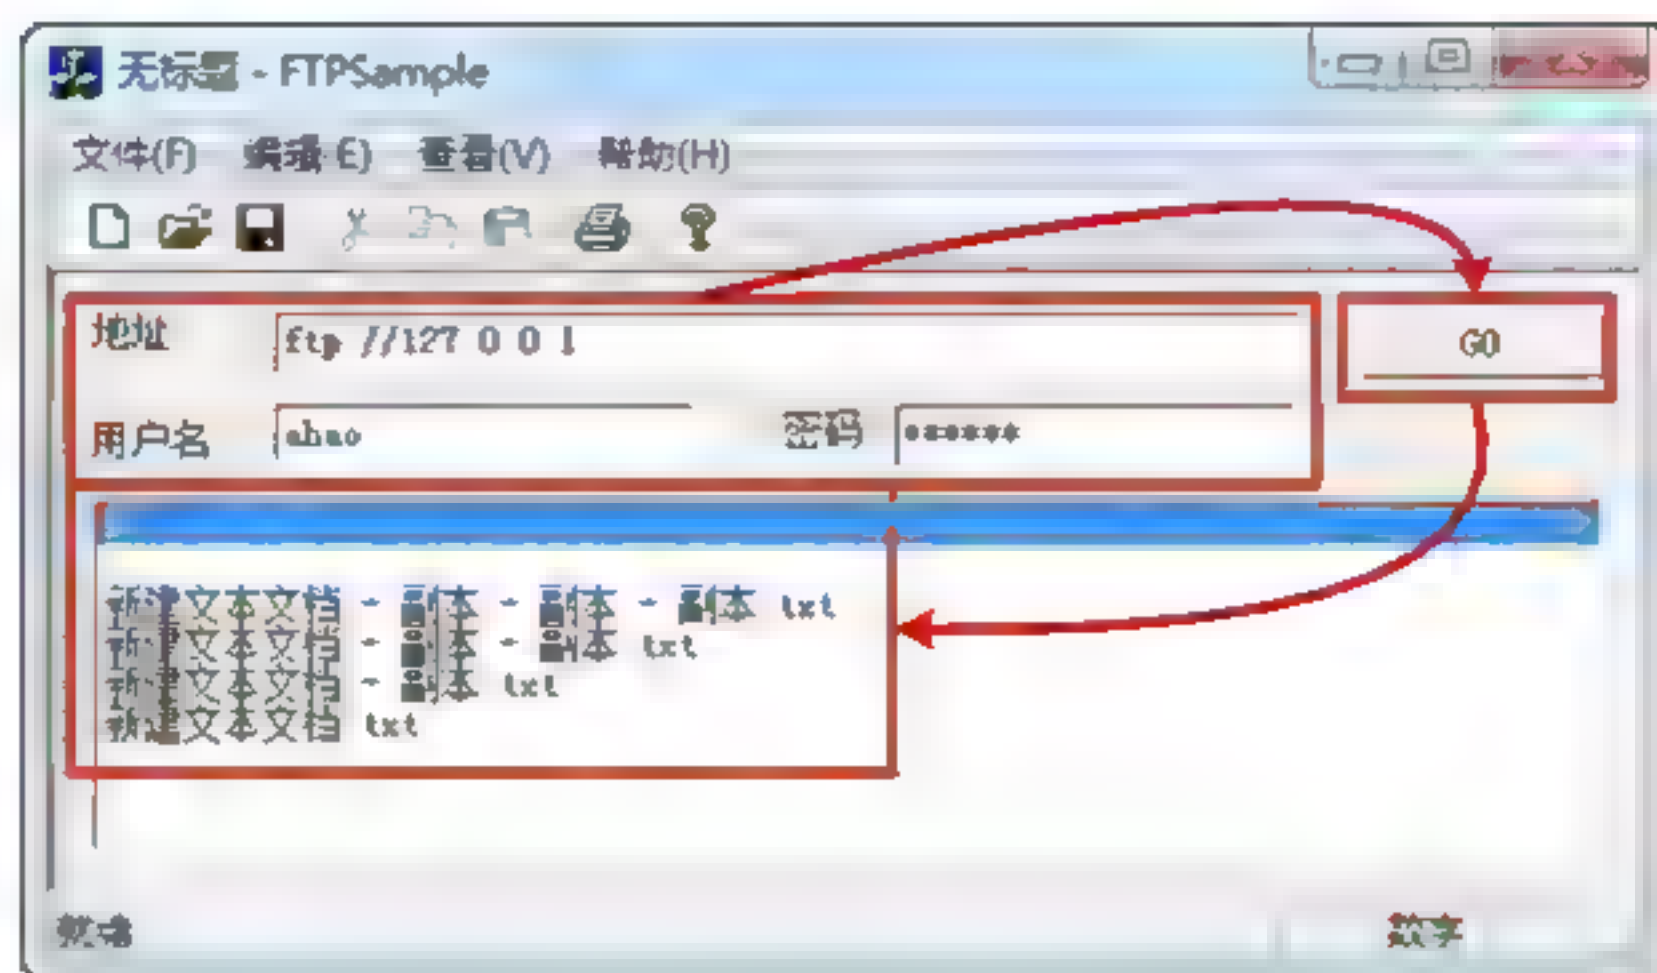 无标题 - FTPSample
文件(F) 编辑(E) 查看(V) 帮助(H)
地址 ftp //127 0 0 1 GO
用户名 ahao 密码 ******
新建文本文档 - 副本 - 副本 - 副本 txt
新建文本文档 - 副本 - 副本 txt
新建文本文档 - 副本 txt
新建文本文档 txt
就绪 数字